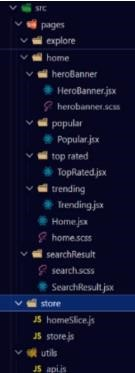 src
pages
explore
home
heroBanner
HeroBanner.jsx
herobanner.scss
popular
Popular.jsx
top rated
TopRated.jsx
trending
Trending.jsx
Home.jsx
home.scss
searchResult
search.scss
SearchResult.jsx
store
JS homeSlice.js
JS store.js
utils
JS api.js